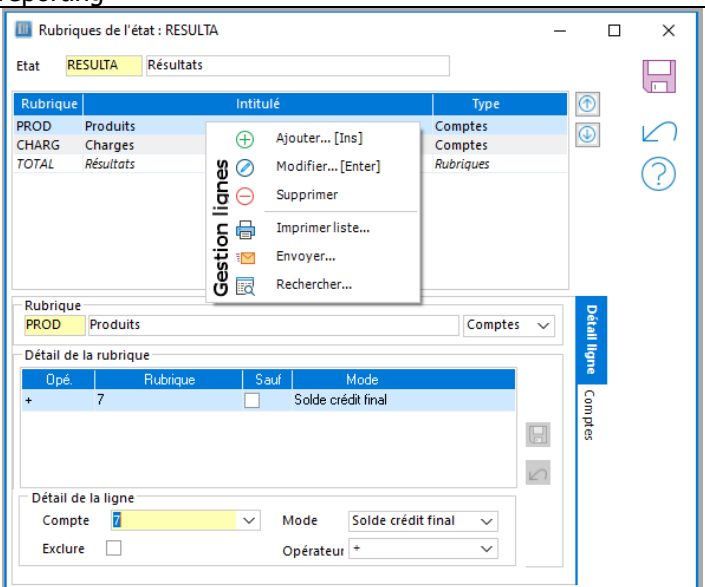 reporting
Rubriques de l'état : RESULTA
Etat RESULTA Résultats
Rubrique Intitulé Type
PROD Produits Comptes
CHARG Charges Comptes
TOTAL Résultats Rubriques
Gestion lignes
Ajouter... [Ins]
Modifier... [Enter]
Supprimer
Imprimer liste...
Envoyer...
Rechercher...
Rubrique
PROD Produits Comptes
Détail ligne
Comptes
Détail de la rubrique
Opé. Rubrique Sauf Mode
+ 7 Solde crédit final
Détail de la ligne
Compte 7 Mode Solde crédit final
Exclure Opérateur +